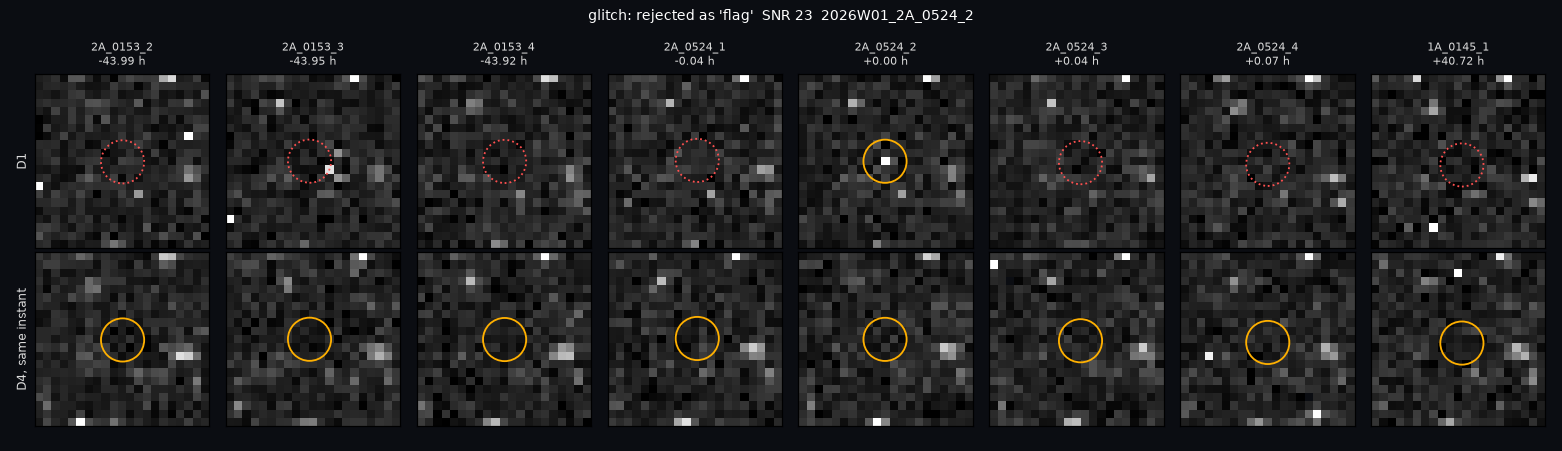 glitch: rejected as 'flag'  SNR 23  2026W01_2A_0524_2
2A_0153_2
-43.99 h
2A_0153_3
-43.95 h
2A_0153_4
-43.92 h
2A_0524_1
-0.04 h
2A_0524_2
+0.00 h
2A_0524_3
+0.04 h
2A_0524_4
+0.07 h
1A_0145_1
+40.72 h
D1
D4, same instant